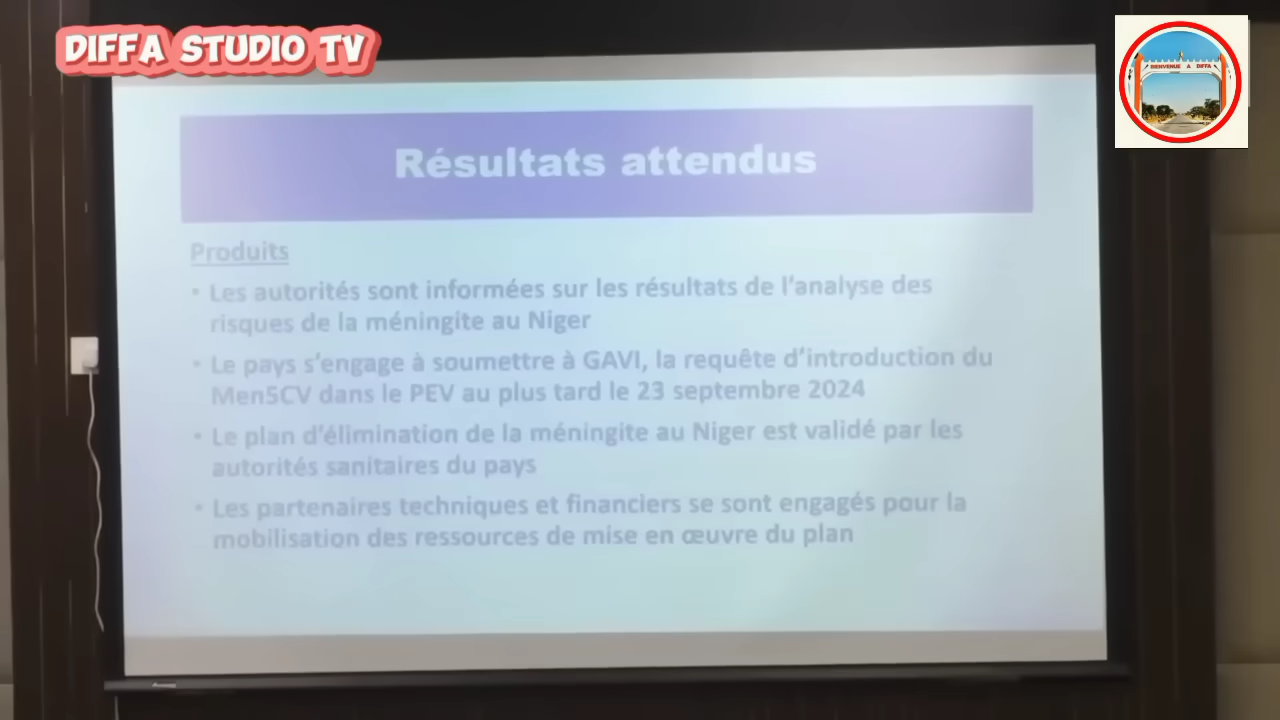 DIFFA STUDIO TV
BIENVENUE A DIFFA
Résultats attendus
Produits
• Les autorités sont informées sur les résultats de l'analyse des
risques de la méningite au Niger
• Le pays s'engage à soumettre à GAVI, la requête d'introduction du
Men5CV dans le PEV au plus tard le 23 septembre 2024
• Le plan d'élimination de la méningite au Niger est validé par les
autorités sanitaires du pays
• Les partenaires techniques et financiers se sont engagés pour la
mobilisation des ressources de mise en œuvre du plan